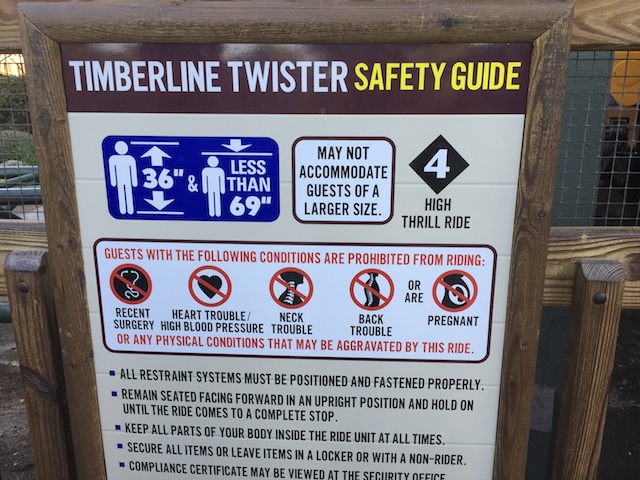 TIMBERLINE TWISTER SAFETY GUIDE
36" & LESS THAN 69"
MAY NOT
ACCOMMODATE
GUESTS OF A
LARGER SIZE.
4
HIGH
THRILL RIDE
GUESTS WITH THE FOLLOWING CONDITIONS ARE PROHIBITED FROM RIDING:
RECENT
SURGERY
HEART TROUBLE/
HIGH BLOOD PRESSURE
NECK
TROUBLE
BACK
TROUBLE
OR
ARE
PREGNANT
OR ANY PHYSICAL CONDITIONS THAT MAY BE AGGRAVATED BY THIS RIDE.
▪ ALL RESTRAINT SYSTEMS MUST BE POSITIONED AND FASTENED PROPERLY.
▪ REMAIN SEATED FACING FORWARD IN AN UPRIGHT POSITION AND HOLD ON
UNTIL THE RIDE COMES TO A COMPLETE STOP.
▪ KEEP ALL PARTS OF YOUR BODY INSIDE THE RIDE UNIT AT ALL TIMES.
▪ SECURE ALL ITEMS OR LEAVE ITEMS IN A LOCKER OR WITH A NON-RIDER.
▪ COMPLIANCE CERTIFICATE MAY BE VIEWED AT THE SECURITY OFFICE